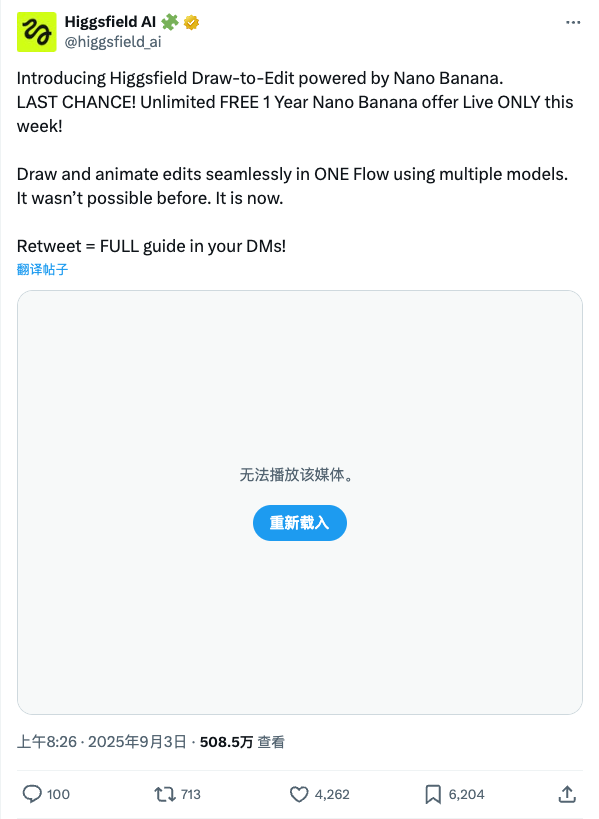 Higgsfield AI 🧩
@higgsfield_ai
Introducing Higgsfield Draw-to-Edit powered by Nano Banana.
LAST CHANCE! Unlimited FREE 1 Year Nano Banana offer Live ONLY this
week!
Draw and animate edits seamlessly in ONE Flow using multiple models.
It wasn’t possible before. It is now.
Retweet = FULL guide in your DMs!
翻译帖子
无法播放该媒体。
重新载入
上午8:26 · 2025年9月3日 · 508.5万 查看
100 713 4,262 6,204